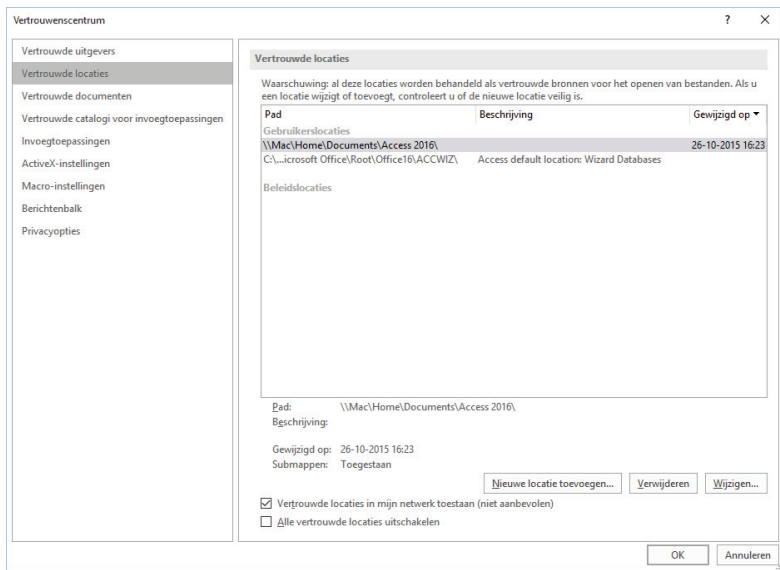 Vertrouwenscentrum ? ×
Vertrouwde uitgevers
Vertrouwde locaties
Vertrouwde documenten
Vertrouwde catalogi voor invoegtoepassingen
Invoegtoepassingen
ActiveX-instellingen
Macro-instellingen
Berichtenbalk
Privacyopties
Vertrouwde locaties
Waarschuwing: al deze locaties worden behandeld als vertrouwde bronnen voor het openen van bestanden. Als u
een locatie wijzigt of toevoegt, controleert u of de nieuwe locatie veilig is.
Pad Beschrijving Gewijzigd op
Gebruikerslocaties
\\Mac\Home\Documents\Access 2016\ 26-10-2015 16:23
C:\...icrosoft Office\Root\Office16\ACCWIZ\ Access default location: Wizard Databases
Beleidslocaties
Pad: \\Mac\Home\Documents\Access 2016\
Beschrijving:
Gewijzigd op: 26-10-2015 16:23
Submappen: Toegestaan
Nieuwe locatie toevoegen... Verwijderen Wijzigen...
Vertrouwde locaties in mijn netwerk toestaan (niet aanbevolen)
Alle vertrouwde locaties uitschakelen
OK Annuleren